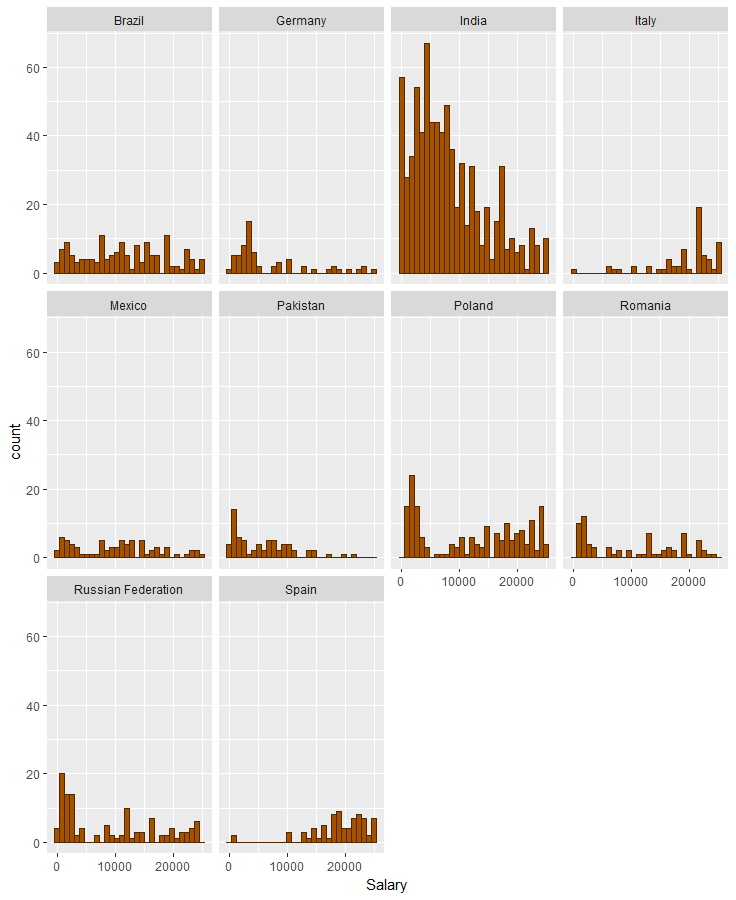 Brazil
Germany
India
Italy
60
40
20
0
Mexico
Pakistan
Poland
Romania
60
40
20
0
count
0
10000
20000
0
10000
20000
Russian Federation
Spain
60
40
20
0
0
10000
20000
0
10000
20000
Salary